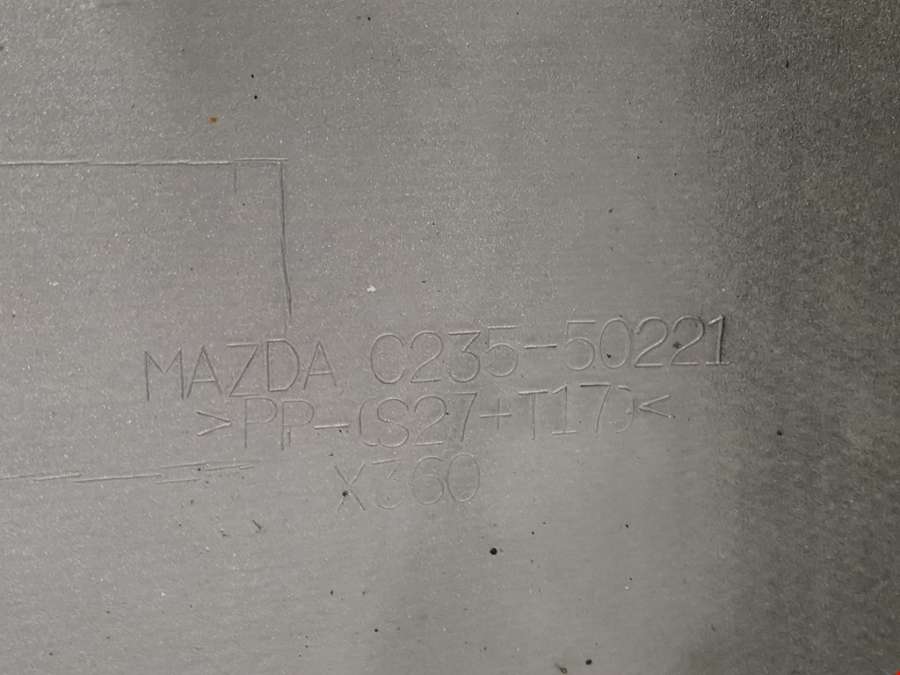 MAZDA C235-50221
>PP-(S27+T17)<
X360